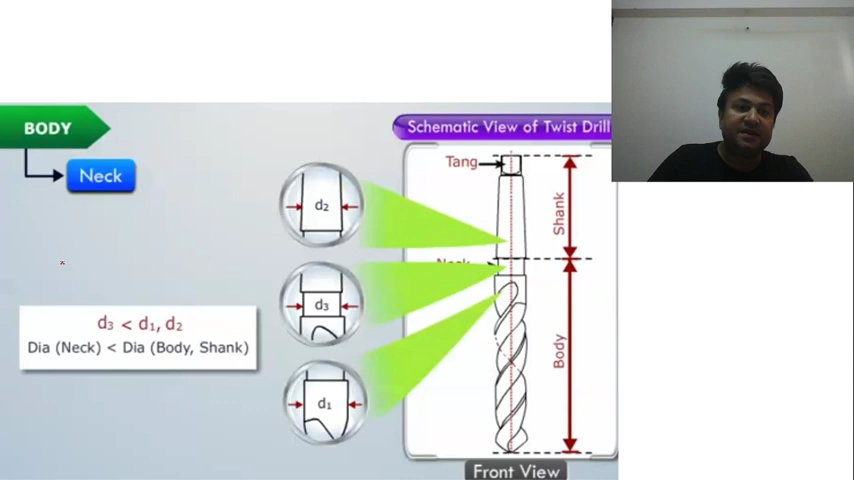 BODY
Neck
Schematic View of Twist Drill
Tang
Shank
Neck
Body
d2
d3
d1
d3 < d1, d2
Dia (Neck) < Dia (Body, Shank)
Front View